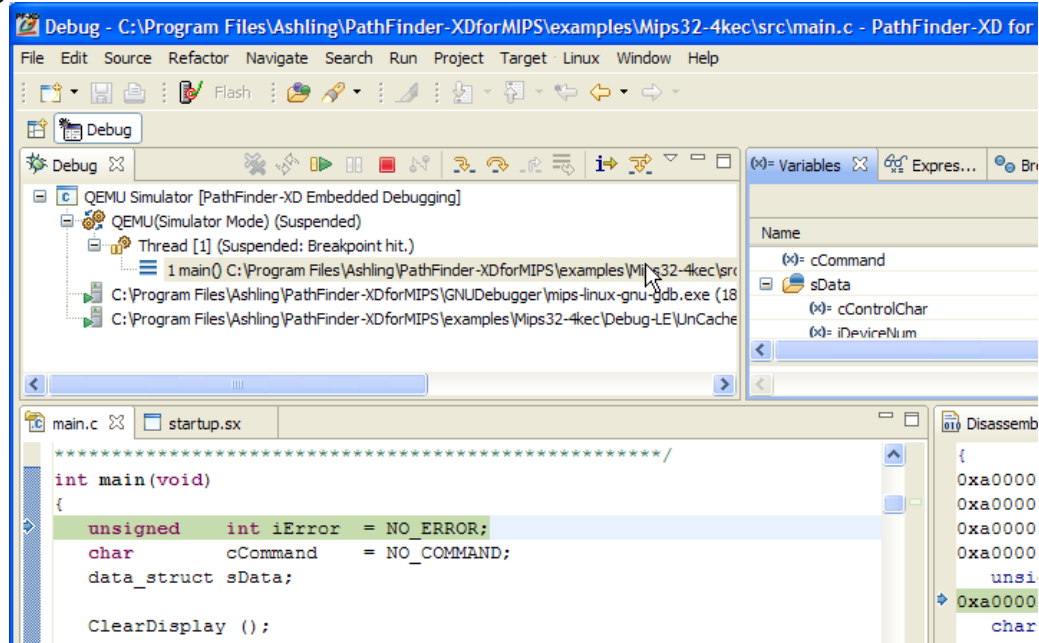 Debug - C:\Program Files\Ashling\PathFinder-XDforMIPS\examples\Mips32-4kec\src\main.c - PathFinder-XD for
File Edit Source Refactor Navigate Search Run Project Target Linux Window Help
Flash
Debug
Debug
(x)= Variables Expres... Bre
QEMU Simulator [PathFinder-XD Embedded Debugging]
QEMU(Simulator Mode) (Suspended)
Thread [1] (Suspended: Breakpoint hit.)
1 main() C:\Program Files\Ashling\PathFinder-XDforMIPS\examples\Mips32-4kec\src
C:\Program Files\Ashling\PathFinder-XDforMIPS\GNUDebugger\mips-linux-gnu-gdb.exe (18
C:\Program Files\Ashling\PathFinder-XDforMIPS\examples\Mips32-4kec\Debug-LE\UnCache
Name
(x)= cCommand
sData
(x)= cControlChar
(x)= iDeviceNum
main.c startup.sx
*****************************************************/
int main(void)
{
unsigned int iError = NO_ERROR;
char cCommand = NO_COMMAND;
data_struct sData;
ClearDisplay ();
Disassemb
{
0xa0000
0xa0000
0xa0000
0xa0000
unsi
0xa0000
char